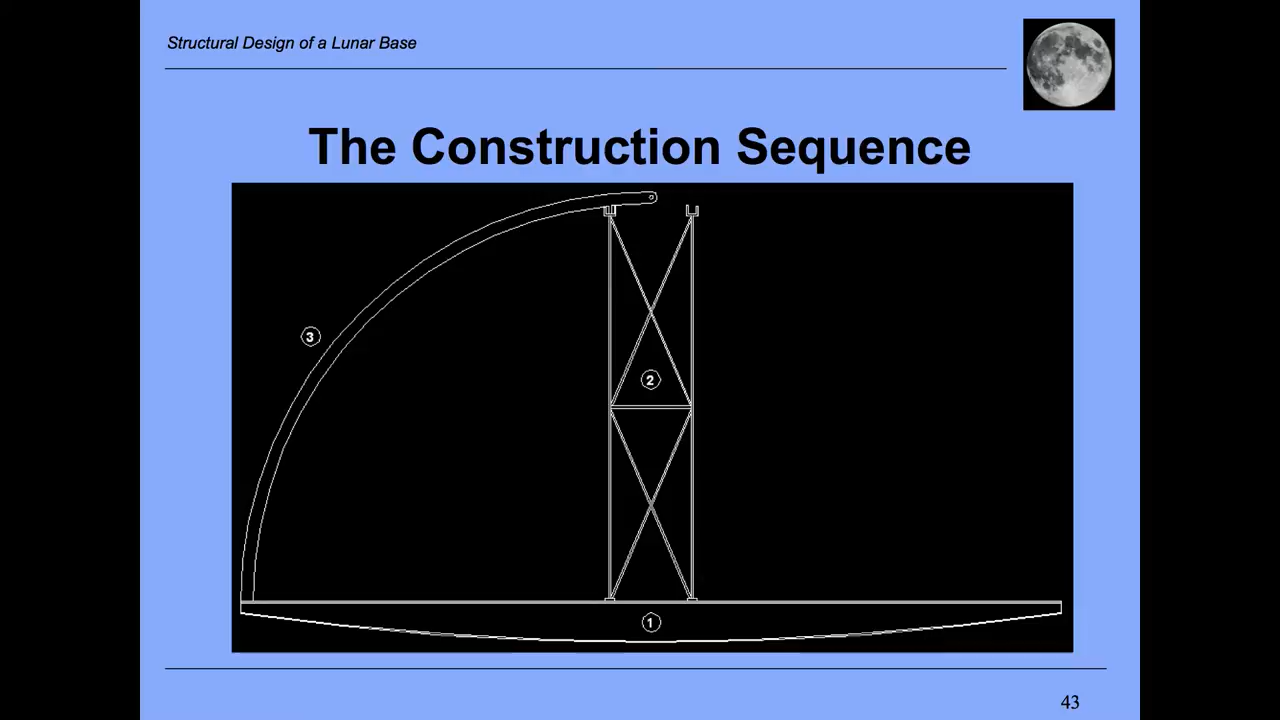 Structural Design of a Lunar Base
The Construction Sequence
3
2
1
43